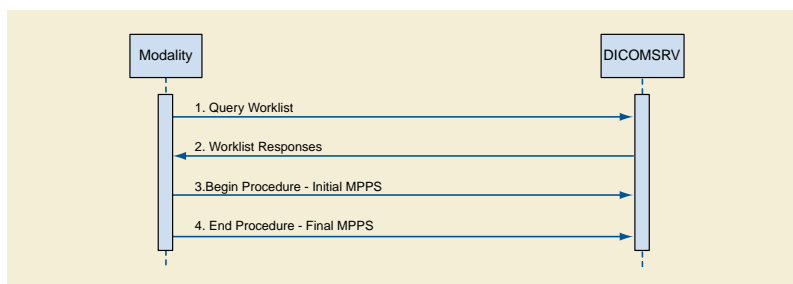 Modality
DICOMSRV
1. Query Worklist
2. Worklist Responses
3.Begin Procedure - Initial MPPS
4. End Procedure - Final MPPS